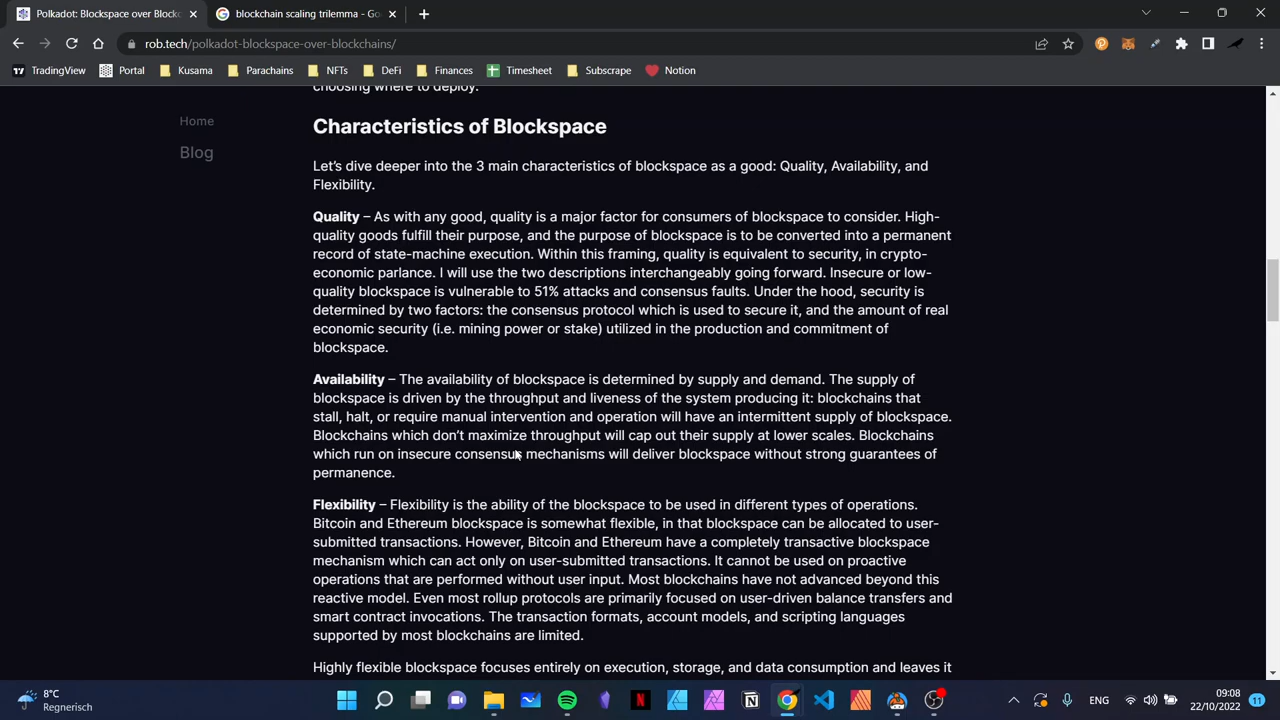 Polkadot: Blockspace over Blockc
blockchain scaling trilemma - Go
rob.tech/polkadot-blockspace-over-blockchains/
TradingView
Portal
Kusama
Parachains
NFTs
DeFi
Finances
Timesheet
Subscrape
Notion
choosing where to deploy.
Home
Blog
Characteristics of Blockspace
Let's dive deeper into the 3 main characteristics of blockspace as a good: Quality, Availability, and
Flexibility.
Quality – As with any good, quality is a major factor for consumers of blockspace to consider. High-
quality goods fulfill their purpose, and the purpose of blockspace is to be converted into a permanent
record of state-machine execution. Within this framing, quality is equivalent to security, in crypto-
economic parlance. I will use the two descriptions interchangeably going forward. Insecure or low-
quality blockspace is vulnerable to 51% attacks and consensus faults. Under the hood, security is
determined by two factors: the consensus protocol which is used to secure it, and the amount of real
economic security (i.e. mining power or stake) utilized in the production and commitment of
blockspace.
Availability – The availability of blockspace is determined by supply and demand. The supply of
blockspace is driven by the throughput and liveness of the system producing it: blockchains that
stall, halt, or require manual intervention and operation will have an intermittent supply of blockspace.
Blockchains which don't maximize throughput will cap out their supply at lower scales. Blockchains
which run on insecure consensus mechanisms will deliver blockspace without strong guarantees of
permanence.
Flexibility – Flexibility is the ability of the blockspace to be used in different types of operations.
Bitcoin and Ethereum blockspace is somewhat flexible, in that blockspace can be allocated to user-
submitted transactions. However, Bitcoin and Ethereum have a completely transactive blockspace
mechanism which can act only on user-submitted transactions. It cannot be used on proactive
operations that are performed without user input. Most blockchains have not advanced beyond this
reactive model. Even most rollup protocols are primarily focused on user-driven balance transfers and
smart contract invocations. The transaction formats, account models, and scripting languages
supported by most blockchains are limited.
Highly flexible blockspace focuses entirely on execution, storage, and data consumption and leaves it
8°C
Regnerisch
ENG
09:08
22/10/2022
11